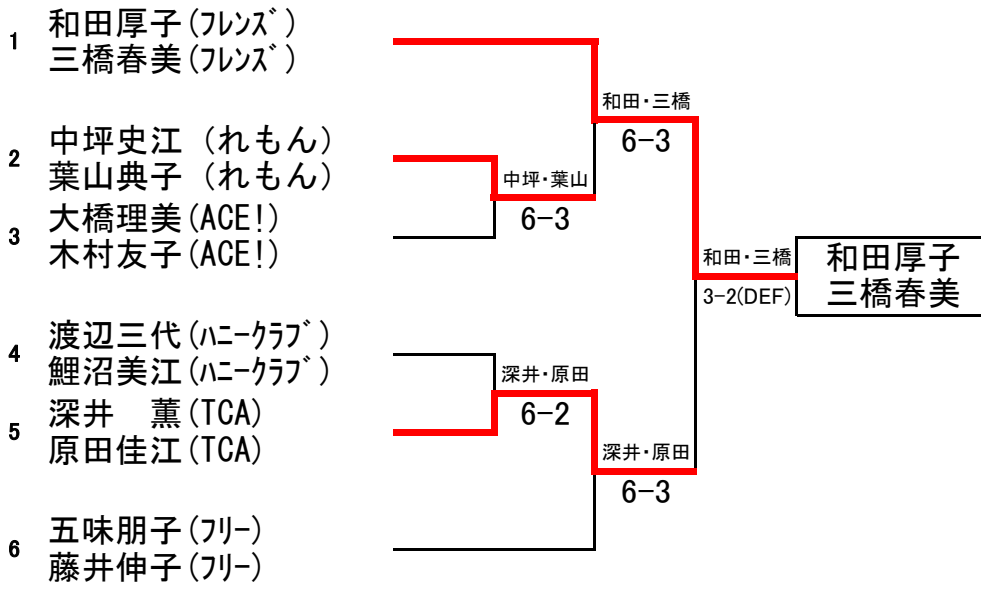 1
和田厚子(ﾌﾚﾝｽﾞ)
三橋春美(ﾌﾚﾝｽﾞ)
和田・三橋
6-3
2
中坪史江（れもん）
葉山典子（れもん）
中坪・葉山
6-3
3
大橋理美(ACE!)
木村友子(ACE!)
和田・三橋
3-2(DEF)
和田厚子
三橋春美
4
渡辺三代(ﾊﾆｰｸﾗﾌﾞ)
鯉沼美江(ﾊﾆｰｸﾗﾌﾞ)
深井・原田
6-2
5
深井　薫(TCA)
原田佳江(TCA)
深井・原田
6-3
6
五味朋子(ﾌﾘｰ)
藤井伸子(ﾌﾘｰ)